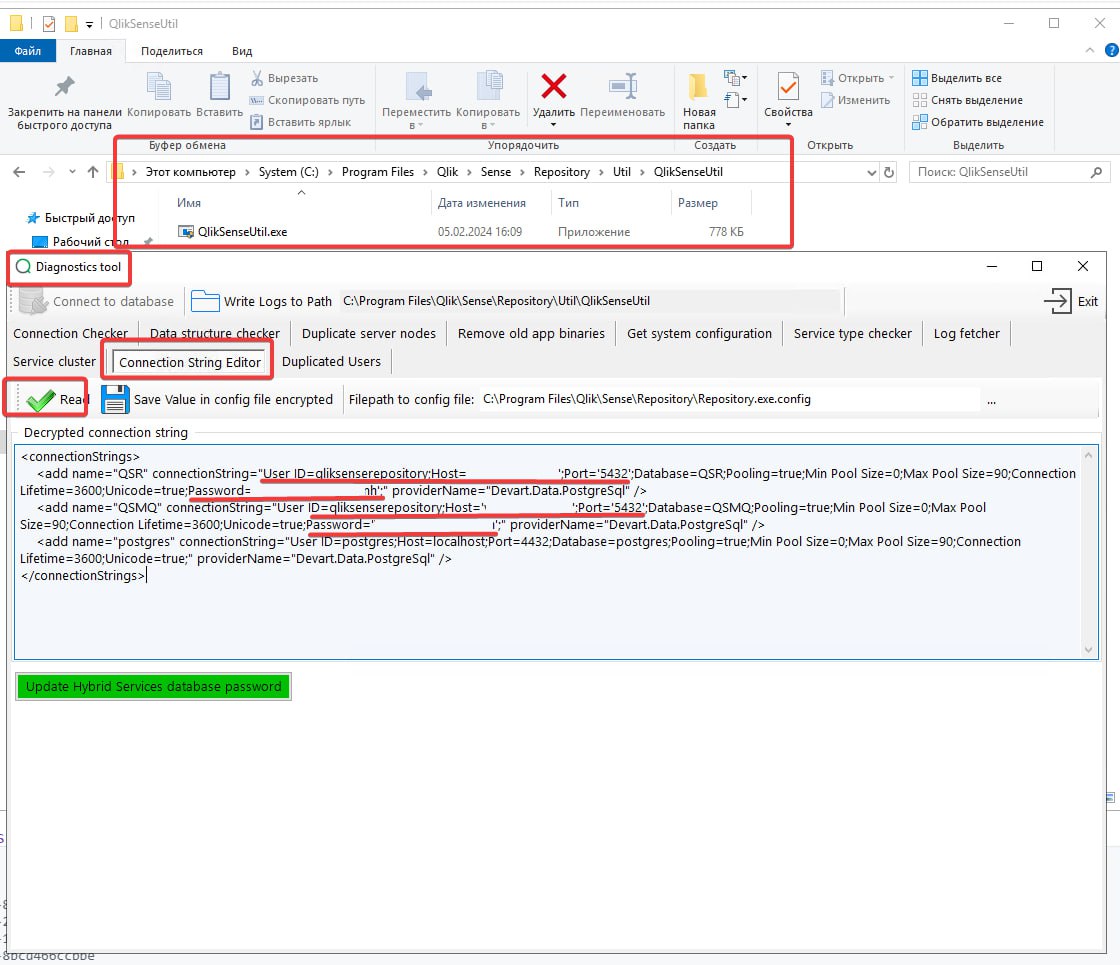 QlikSenseUtil
Файл Главная Поделиться Вид
Закрепить на панели быстрого доступа
Копировать
Вставить
Вырезать
Скопировать путь
Вставить ярлык
Переместить в
Копировать в
Удалить
Переименовать
Новая папка
Свойства
Открыть
Изменить
Выделить все
Снять выделение
Обратить выделение
Буфер обмена Упорядочить Создать Открыть Выделить
Этот компьютер > System (C:) > Program Files > Qlik > Sense > Repository > Util > QlikSenseUtil
Поиск: QlikSenseUtil
Имя Дата изменения Тип Размер
Быстрый доступ
QlikSenseUtil.exe 05.02.2024 16:09 Приложение 778 КБ
Рабочий стол
Diagnostics tool
Connect to database Write Logs to Path C:\Program Files\Qlik\Sense\Repository\Util\QlikSenseUtil Exit
Connection Checker Data structure checker Duplicate server nodes Remove old app binaries Get system configuration Service type checker Log fetcher
Service cluster Connection String Editor Duplicated Users
Read Save Value in config file encrypted Filepath to config file: C:\Program Files\Qlik\Sense\Repository\Repository.exe.config ...
Decrypted connection string
<connectionStrings>
<add name="QSR" connectionString="User ID=qliksenserepository;Host= ';Port='5432';Database=QSR;Pooling=true;Min Pool Size=0;Max Pool Size=90;Connection
Lifetime=3600;Unicode=true;Password= ';" providerName="Devart.Data.PostgreSql" />
<add name="QSMQ" connectionString="User ID=qliksenserepository;Host=' ';Port='5432';Database=QSMQ;Pooling=true;Min Pool Size=0;Max Pool
Size=90;Connection Lifetime=3600;Unicode=true;Password=' ';" providerName="Devart.Data.PostgreSql" />
<add name="postgres" connectionString="User ID=postgres;Host=localhost;Port=4432;Database=postgres;Pooling=true;Min Pool Size=0;Max Pool Size=90;Connection
Lifetime=3600;Unicode=true;" providerName="Devart.Data.PostgreSql" />
</connectionStrings>
Update Hybrid Services database password